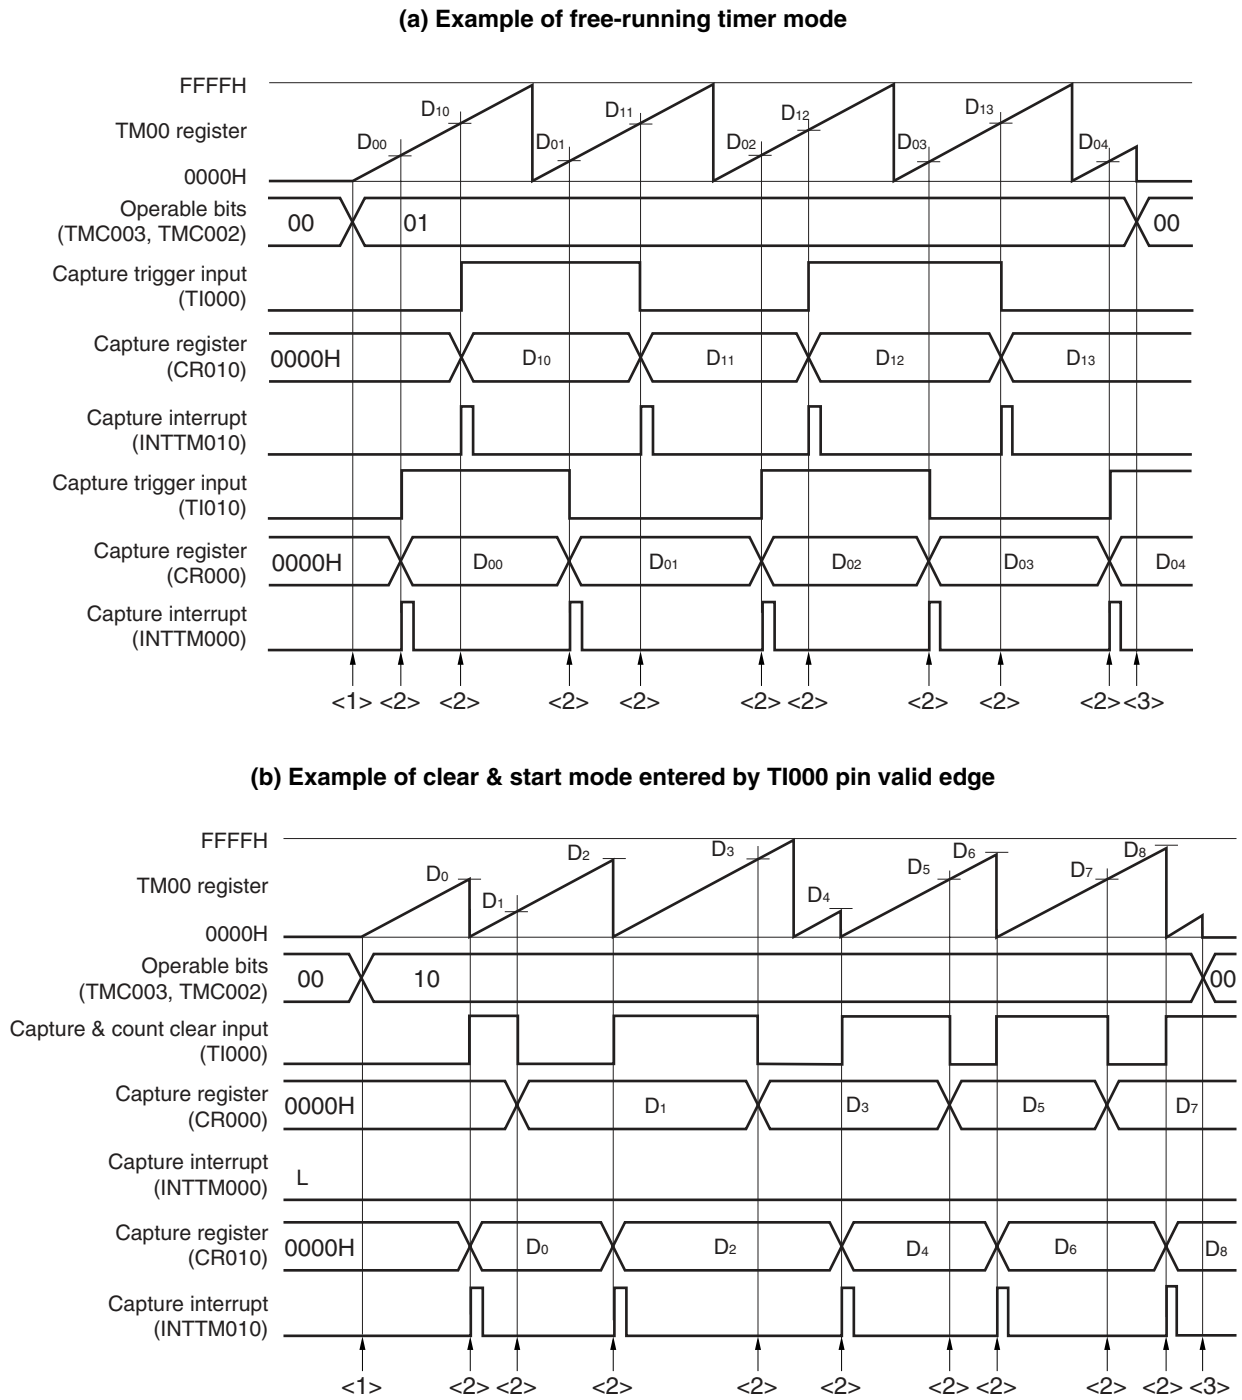 (a) Example of free-running timer mode
FFFFH
TM00 register
0000H
D00 D10 D01 D11 D02 D12 D03 D13 D04
Operable bits
(TMC003, TMC002)
00 01 00
Capture trigger input
(TI000)
Capture register
(CR010)
0000H D10 D11 D12 D13
Capture interrupt
(INTTM010)
Capture trigger input
(TI010)
Capture register
(CR000)
0000H D00 D01 D02 D03 D04
Capture interrupt
(INTTM000)
<1> <2> <2> <2> <2> <2> <2> <2> <2> <2> <3>
(b) Example of clear & start mode entered by TI000 pin valid edge
FFFFH
TM00 register
0000H
D0 D1 D2 D3 D4 D5 D6 D7 D8
Operable bits
(TMC003, TMC002)
00 10 00
Capture & count clear input
(TI000)
Capture register
(CR000)
0000H D1 D3 D5 D7
Capture interrupt
(INTTM000)
L
Capture register
(CR010)
0000H D0 D2 D4 D6 D8
Capture interrupt
(INTTM010)
<1> <2> <2> <2> <2> <2> <2> <2> <2> <2> <3>